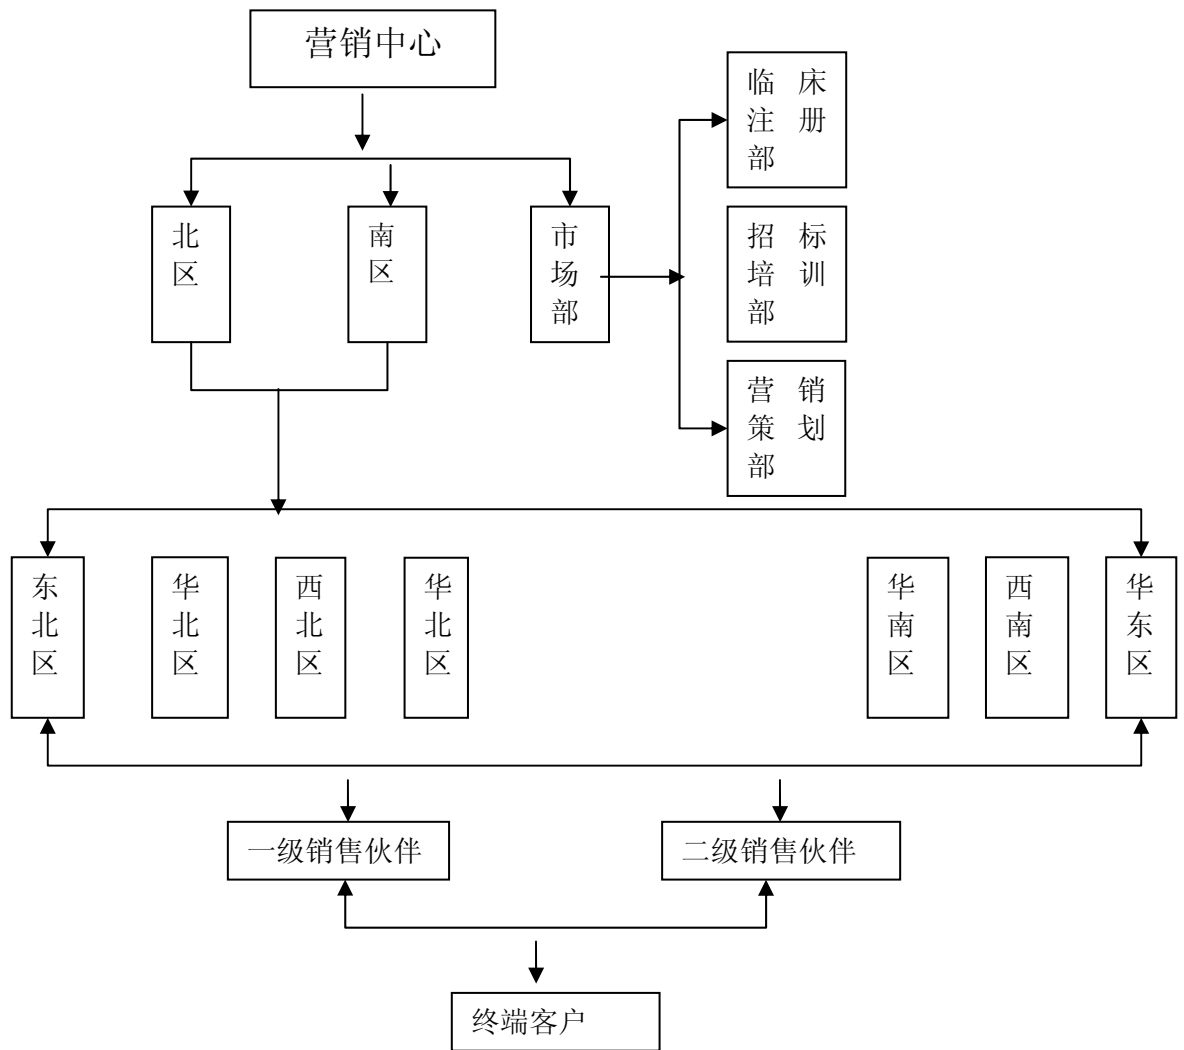 营销中心
临 床
注 册
部
北
区
南
区
市
场
部
招 标
培 训
部
营 销
策 划
部
东
北
区
华
北
区
西
北
区
华
北
区
华
南
区
西
南
区
华
东
区
一级销售伙伴
二级销售伙伴
终端客户